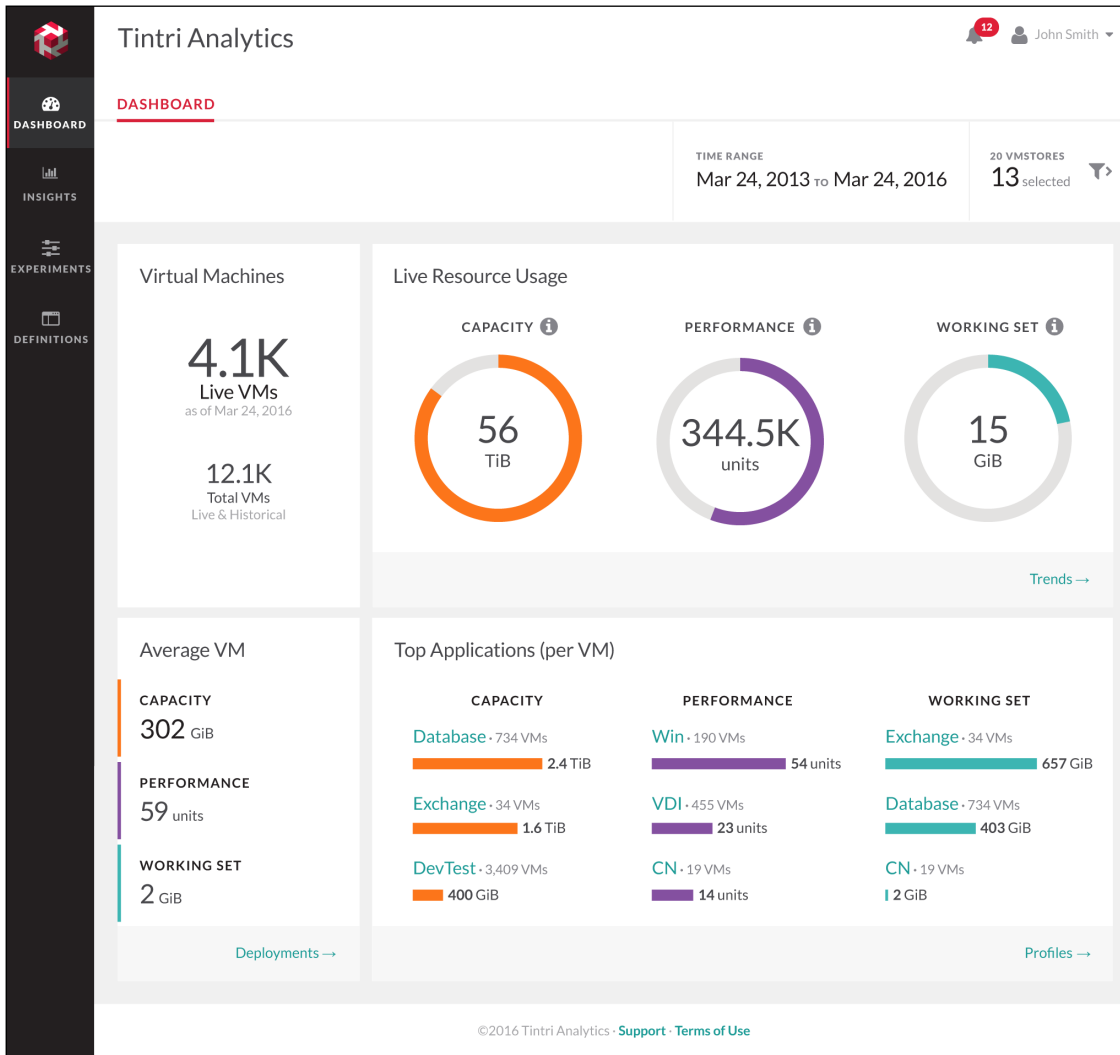 Tintri Analytics
12
John Smith
DASHBOARD
INSIGHTS
EXPERIMENTS
DEFINITIONS
DASHBOARD
TIME RANGE
Mar 24, 2013 TO Mar 24, 2016
20 VMSTORES
13 selected
Virtual Machines
4.1K
Live VMs
as of Mar 24, 2016
12.1K
Total VMs
Live & Historical
Live Resource Usage
CAPACITY
56
TiB
PERFORMANCE
344.5K
units
WORKING SET
15
GiB
Trends →
Average VM
CAPACITY
302 GiB
PERFORMANCE
59 units
WORKING SET
2 GiB
Deployments →
Top Applications (per VM)
CAPACITY
Database · 734 VMs
2.4 TiB
Exchange · 34 VMs
1.6 TiB
DevTest · 3,409 VMs
400 GiB
PERFORMANCE
Win · 190 VMs
54 units
VDI · 455 VMs
23 units
CN · 19 VMs
14 units
WORKING SET
Exchange · 34 VMs
657 GiB
Database · 734 VMs
403 GiB
CN · 19 VMs
2 GiB
Profiles →
©2016 Tintri Analytics · Support · Terms of Use